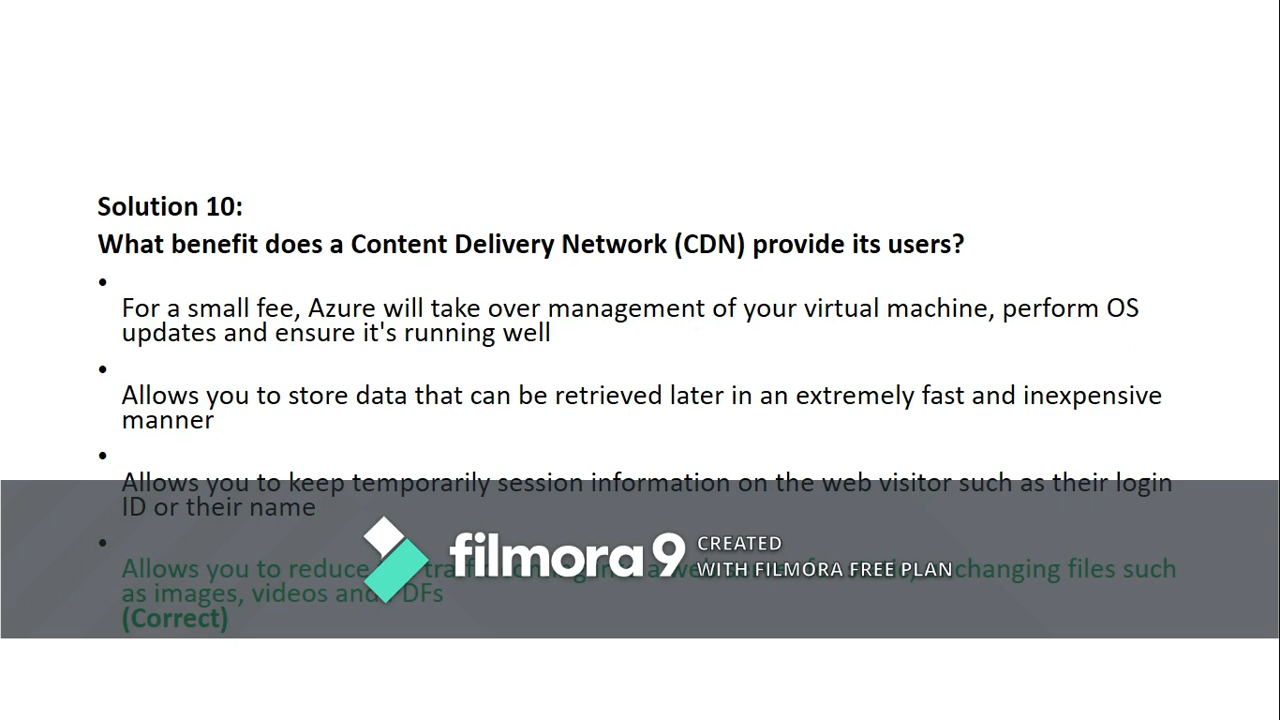 Solution 10:
What benefit does a Content Delivery Network (CDN) provide its users?
•
For a small fee, Azure will take over management of your virtual machine, perform OS
updates and ensure it's running well
•
Allows you to store data that can be retrieved later in an extremely fast and inexpensive
manner
•
Allows you to keep temporarily session information on the web visitor such as their login
ID or their name
•
Allows you to reduce files such
as images, videos and PDFs
(Correct)
filmora9 CREATED
WITH FILMORA FREE PLAN